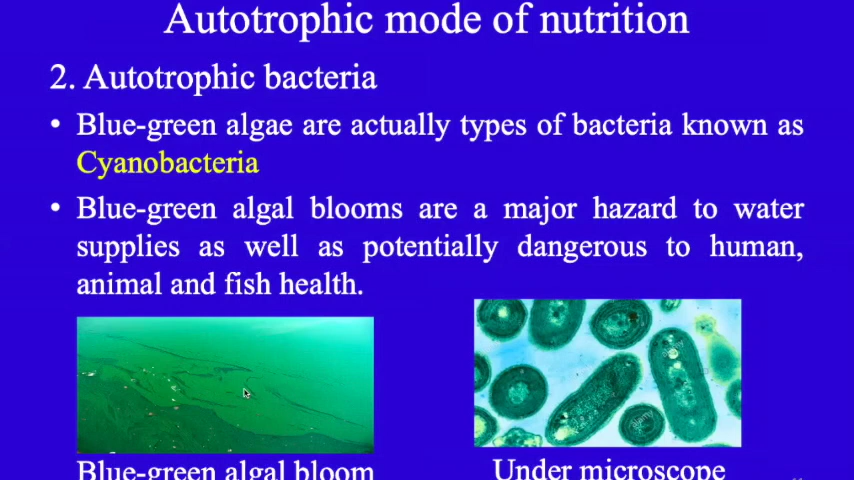 Autotrophic mode of nutrition
2. Autotrophic bacteria
• Blue-green algae are actually types of bacteria known as
Cyanobacteria
• Blue-green algal blooms are a major hazard to water
supplies as well as potentially dangerous to human,
animal and fish health.
Blue-green algal bloom
Under microscope